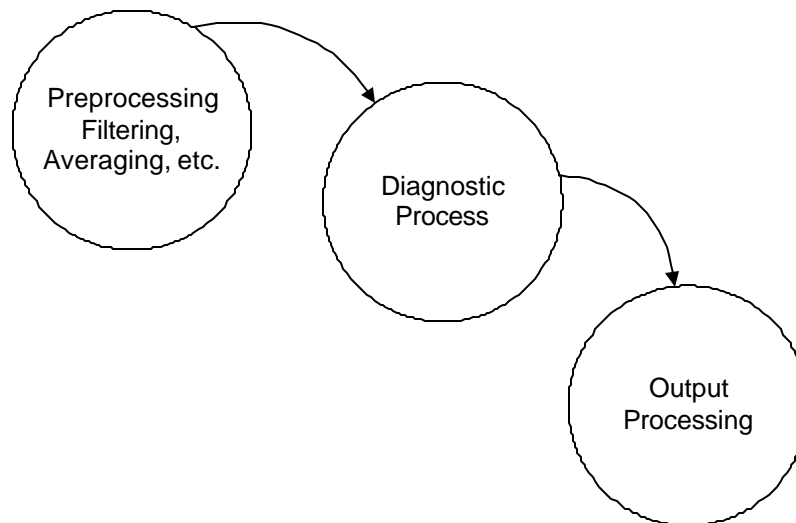 Preprocessing
Filtering,
Averaging, etc.
Diagnostic
Process
Output
Processing